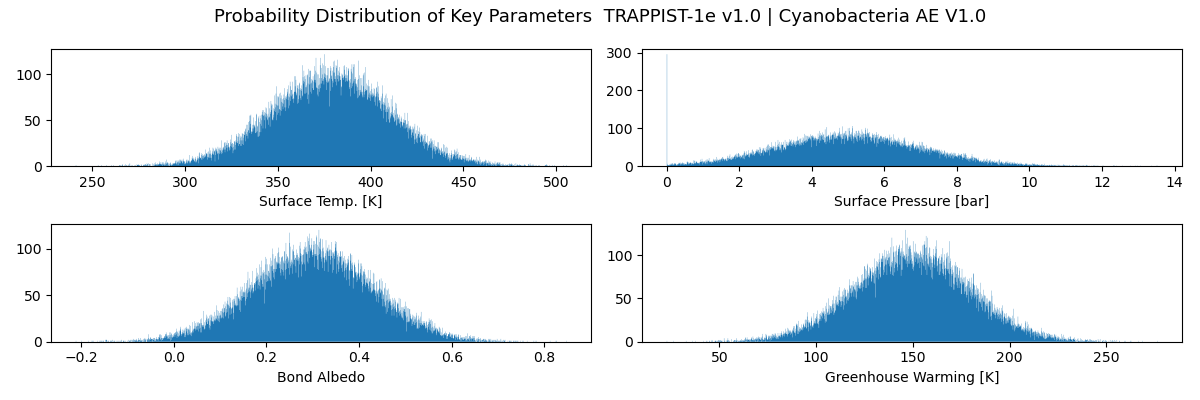 Probability Distribution of Key Parameters  TRAPPIST-1e v1.0 | Cyanobacteria AE V1.0
100
50
0
250 300 350 400 450 500
Surface Temp. [K]
300
200
100
0
0 2 4 6 8 10 12 14
Surface Pressure [bar]
100
50
0
−0.2 0.0 0.2 0.4 0.6 0.8
Bond Albedo
100
50
0
50 100 150 200 250
Greenhouse Warming [K]